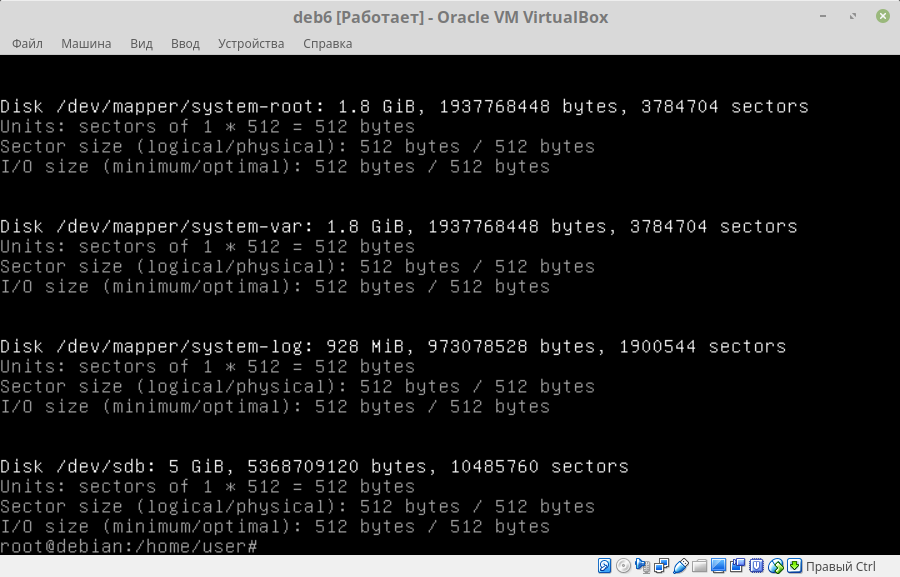 deb6 [Работает] - Oracle VM VirtualBox
Файл Машина Вид Ввод Устройства Справка
Disk /dev/mapper/system-root: 1.8 GiB, 1937768448 bytes, 3784704 sectors
Units: sectors of 1 * 512 = 512 bytes
Sector size (logical/physical): 512 bytes / 512 bytes
I/O size (minimum/optimal): 512 bytes / 512 bytes
Disk /dev/mapper/system-var: 1.8 GiB, 1937768448 bytes, 3784704 sectors
Units: sectors of 1 * 512 = 512 bytes
Sector size (logical/physical): 512 bytes / 512 bytes
I/O size (minimum/optimal): 512 bytes / 512 bytes
Disk /dev/mapper/system-log: 928 MiB, 973078528 bytes, 1900544 sectors
Units: sectors of 1 * 512 = 512 bytes
Sector size (logical/physical): 512 bytes / 512 bytes
I/O size (minimum/optimal): 512 bytes / 512 bytes
Disk /dev/sdb: 5 GiB, 5368709120 bytes, 10485760 sectors
Units: sectors of 1 * 512 = 512 bytes
Sector size (logical/physical): 512 bytes / 512 bytes
I/O size (minimum/optimal): 512 bytes / 512 bytes
root@debian:/home/user#
Правый Ctrl